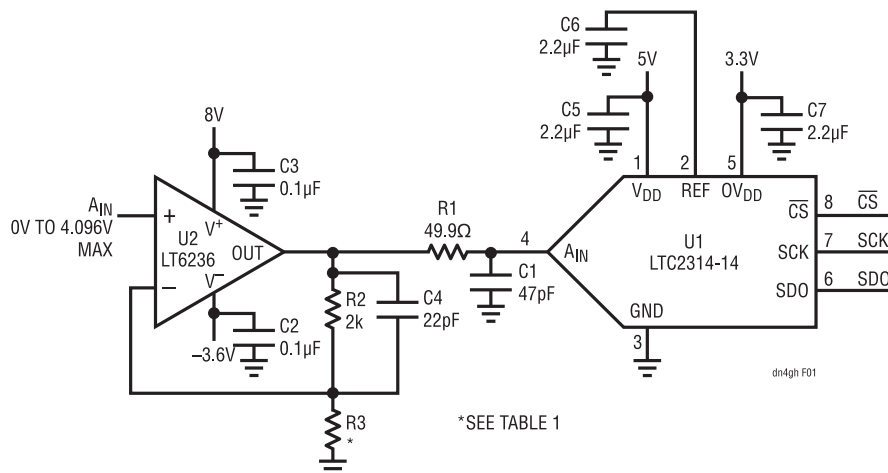 C6
2.2µF
5V
3.3V
C5
2.2µF
C7
2.2µF
8V
C3
0.1µF
1
2
5
V_DD
REF
OV_DD
A_IN
0V TO 4.096V
MAX
+
V⁺
U2
LT6236
OUT
V⁻
−
R1
49.9Ω
4
A_IN
U1
LTC2314-14
C̅S̅
8
C̅S̅
SCK
7
SCK
SDO
6
SDO
C1
47pF
GND
3
R2
2k
C4
22pF
C2
0.1µF
−3.6V
R3
*
*SEE TABLE 1
dn4gh F01